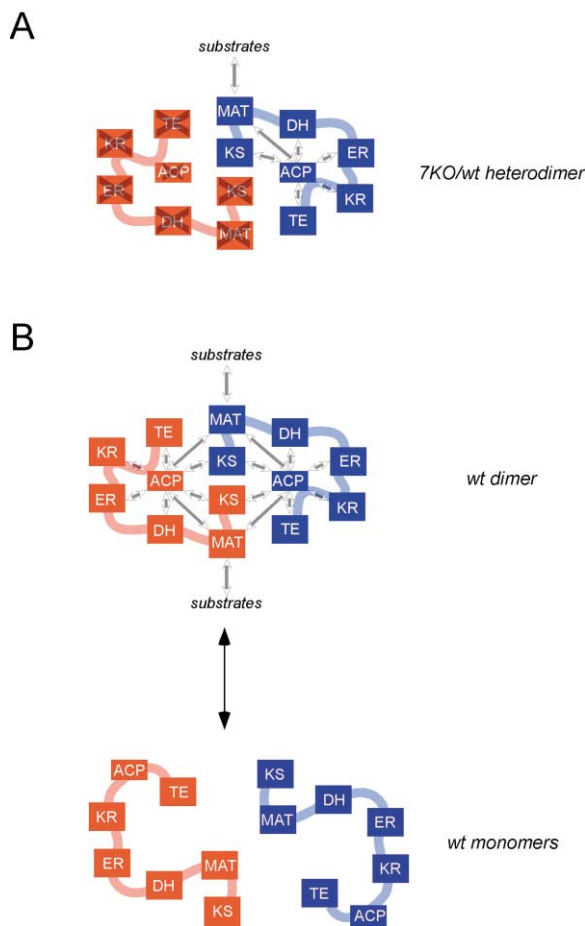 A
substrates
MAT
DH
TE
KR
KS
ER
ACP
ACP
ER
KS
KR
TE
DH
MAT
7KO/wt heterodimer
B
substrates
MAT
TE
DH
KR
KS
ER
ACP
ACP
ER
KS
KR
DH
MAT
TE
wt dimer
substrates
ACP
KS
TE
DH
KR
MAT
ER
ER
MAT
KR
DH
TE
KS
ACP
wt monomers